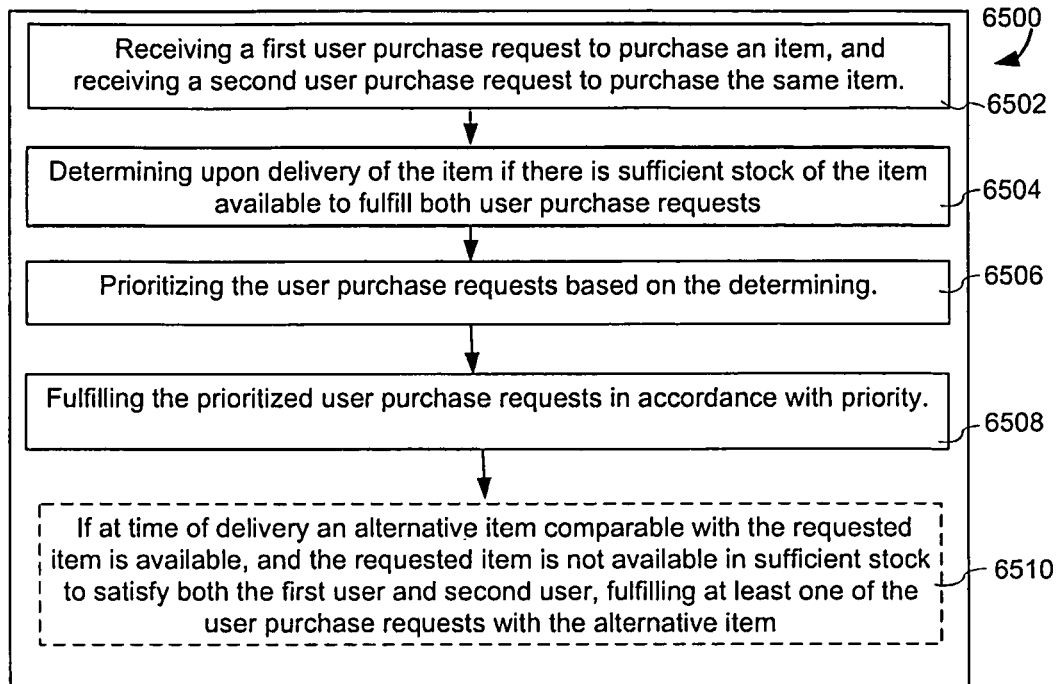 6500
Receiving a first user purchase request to purchase an item, and
receiving a second user purchase request to purchase the same item.
6502
Determining upon delivery of the item if there is sufficient stock of the item
available to fulfill both user purchase requests
6504
Prioritizing the user purchase requests based on the determining.
6506
Fulfilling the prioritized user purchase requests in accordance with priority.
6508
If at time of delivery an alternative item comparable with the requested
item is available, and the requested item is not available in sufficient stock
to satisfy both the first user and second user, fulfilling at least one of the
user purchase requests with the alternative item
6510